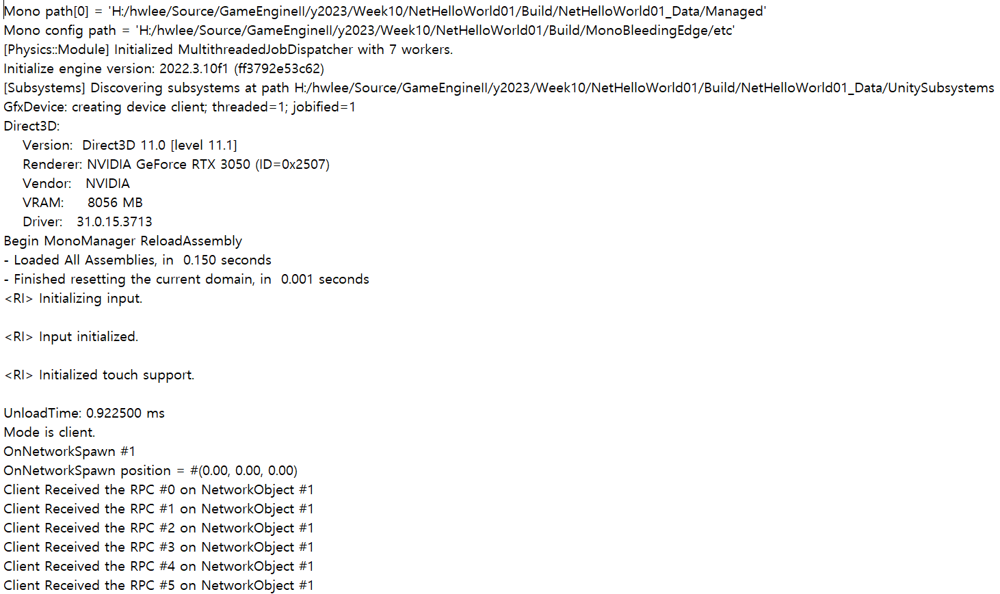 Mono path[0] = 'H:/hwlee/Source/GameEngineII/y2023/Week10/NetHelloWorld01/Build/NetHelloWorld01_Data/Managed'
Mono config path = 'H:/hwlee/Source/GameEngineII/y2023/Week10/NetHelloWorld01/Build/MonoBleedingEdge/etc'
[Physics::Module] Initialized MultithreadedJobDispatcher with 7 workers.
Initialize engine version: 2022.3.10f1 (ff3792e53c62)
[Subsystems] Discovering subsystems at path H:/hwlee/Source/GameEngineII/y2023/Week10/NetHelloWorld01/Build/NetHelloWorld01_Data/UnitySubsystems
GfxDevice: creating device client; threaded=1; jobified=1
Direct3D:
    Version:  Direct3D 11.0 [level 11.1]
    Renderer: NVIDIA GeForce RTX 3050 (ID=0x2507)
    Vendor:   NVIDIA
    VRAM:     8056 MB
    Driver:   31.0.15.3713
Begin MonoManager ReloadAssembly
- Loaded All Assemblies, in  0.150 seconds
- Finished resetting the current domain, in  0.001 seconds
<RI> Initializing input.

<RI> Input initialized.

<RI> Initialized touch support.

UnloadTime: 0.922500 ms
Mode is client.
OnNetworkSpawn #1
OnNetworkSpawn position = #(0.00, 0.00, 0.00)
Client Received the RPC #0 on NetworkObject #1
Client Received the RPC #1 on NetworkObject #1
Client Received the RPC #2 on NetworkObject #1
Client Received the RPC #3 on NetworkObject #1
Client Received the RPC #4 on NetworkObject #1
Client Received the RPC #5 on NetworkObject #1